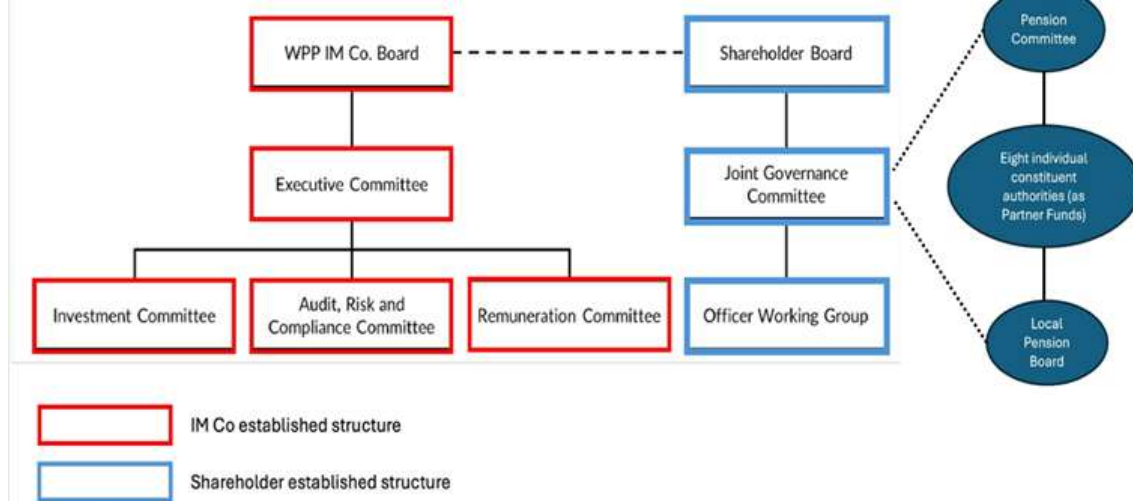 Pension
Committee
WPP IM Co. Board
Shareholder Board
Executive Committee
Joint Governance
Committee
Eight individual
constituent
authorities (as
Partner Funds)
Investment Committee
Audit, Risk and
Compliance Committee
Remuneration Committee
Officer Working Group
Local
Pension
Board
IM Co established structure
Shareholder established structure